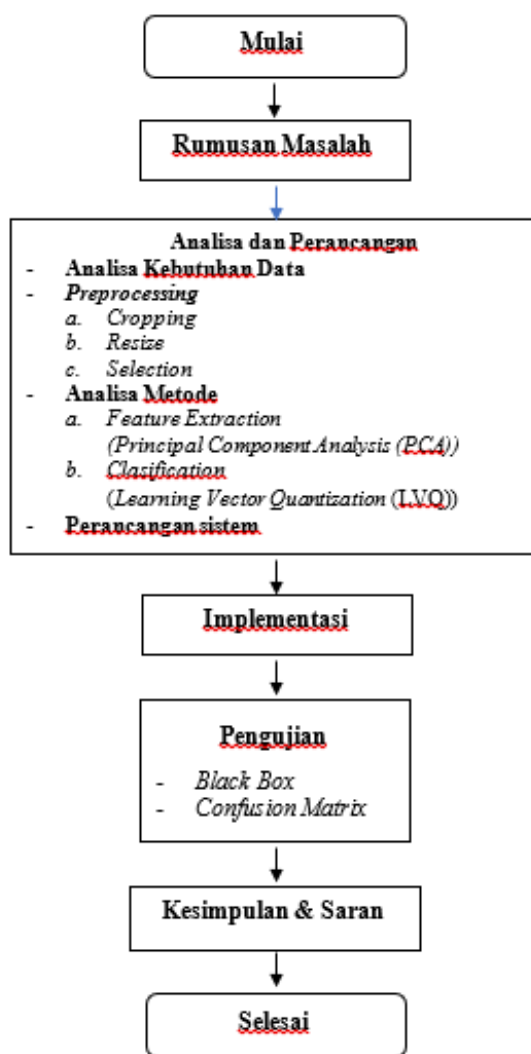 Mulai
Rumusan Masalah
Analisa dan Perancangan
- Analisa Kebutuhan Data
- Preprocessing
a. Cropping
b. Resize
c. Selection
- Analisa Metode
a. Feature Extraction
(Principal Component Analysis (PCA))
b. Clasification
(Learning Vector Quantization (LVQ))
- Perancangan sistem
Implementasi
Pengujian
- Black Box
- Confusion Matrix
Kesimpulan & Saran
Selesai